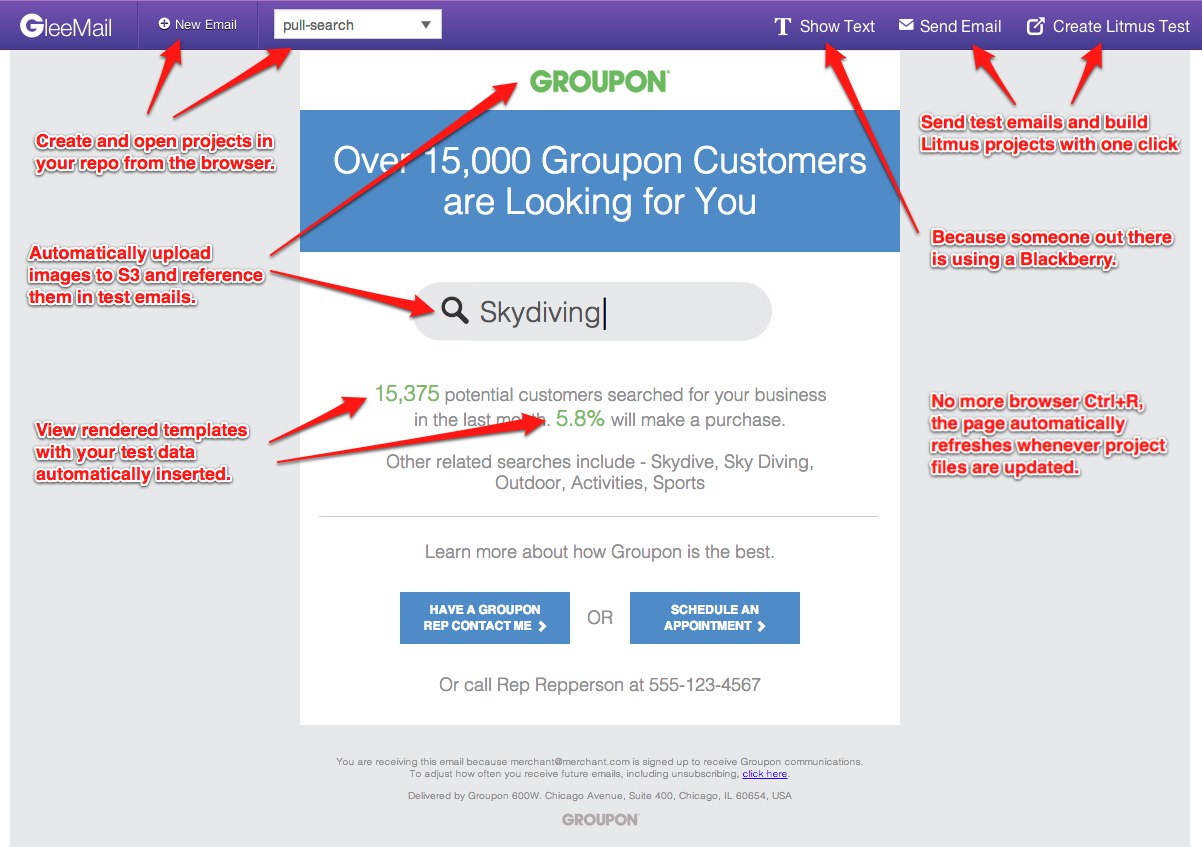 GleeMail
New Email
pull-search
Show Text
Send Email
Create Litmus Test
GROUPON
Create and open projects in
your repo from the browser.
Send test emails and build
Litmus projects with one click
Over 15,000 Groupon Customers
are Looking for You
Automatically upload
images to S3 and reference
them in test emails.
Because someone out there
is using a Blackberry.
Skydiving
15,375 potential customers searched for your business
in the last month. 5.8% will make a purchase.
View rendered templates
with your test data
automatically inserted.
No more browser Ctrl+R,
the page automatically
refreshes whenever project
files are updated.
Other related searches include - Skydive, Sky Diving,
Outdoor, Activities, Sports
Learn more about how Groupon is the best.
HAVE A GROUPON
REP CONTACT ME
OR
SCHEDULE AN
APPOINTMENT
Or call Rep Repperson at 555-123-4567
You are receiving this email because merchant@merchant.com is signed up to receive Groupon communications.
To adjust how often you receive future emails, including unsubscribing, click here.
Delivered by Groupon 600W. Chicago Avenue, Suite 400, Chicago, IL 60654, USA
GROUPON